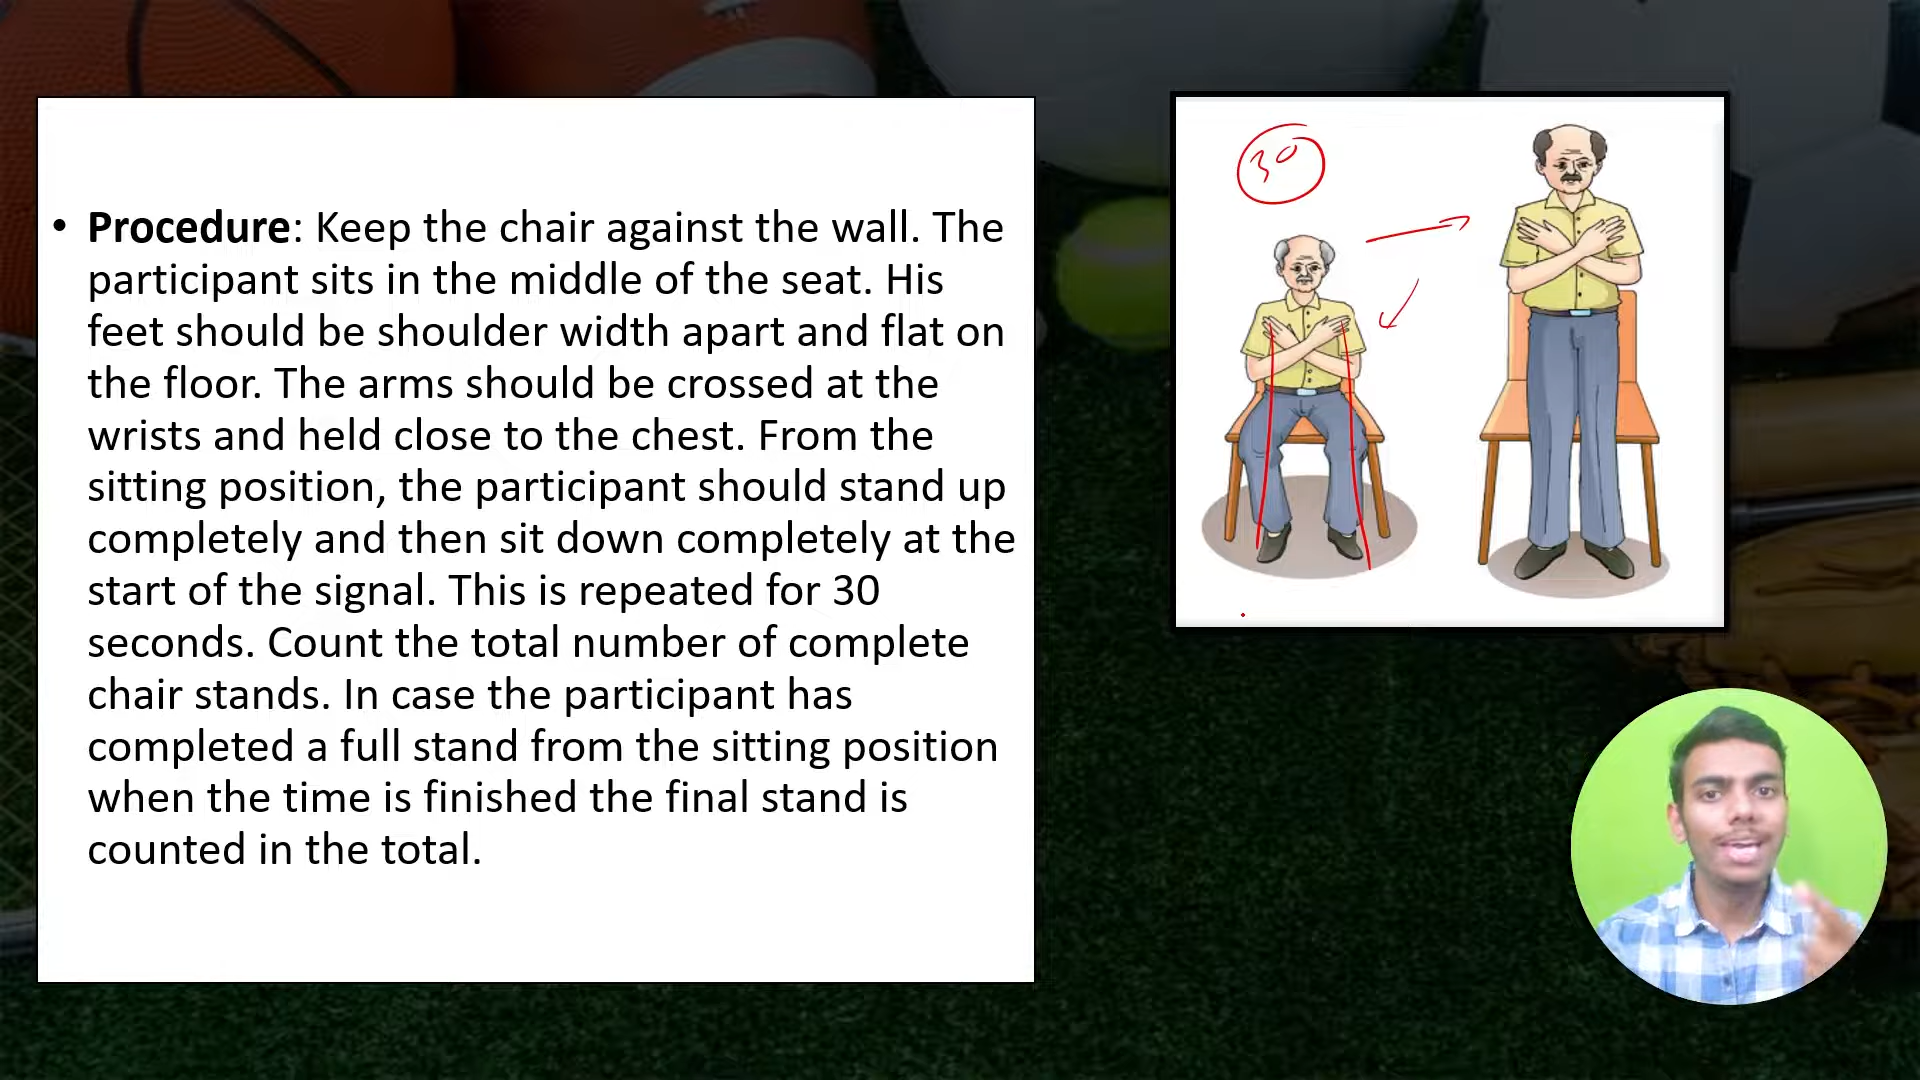 • Procedure: Keep the chair against the wall. The
participant sits in the middle of the seat. His
feet should be shoulder width apart and flat on
the floor. The arms should be crossed at the
wrists and held close to the chest. From the
sitting position, the participant should stand up
completely and then sit down completely at the
start of the signal. This is repeated for 30
seconds. Count the total number of complete
chair stands. In case the participant has
completed a full stand from the sitting position
when the time is finished the final stand is
counted in the total.
30